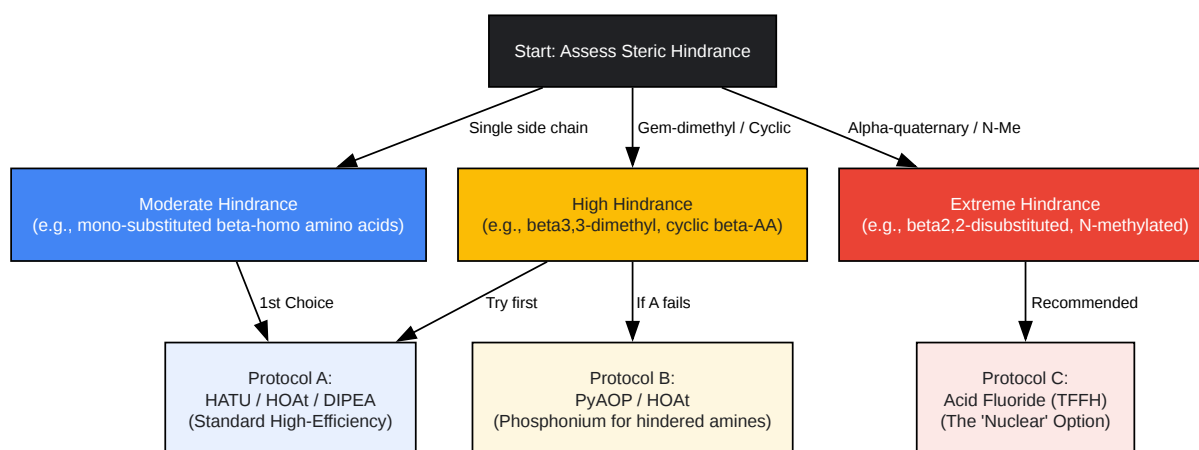 Start: Assess Steric Hindrance
Single side chain
Gem-dimethyl / Cyclic
Alpha-quaternary / N-Me
Moderate Hindrance
(e.g., mono-substituted beta-homo amino acids)
High Hindrance
(e.g., beta3,3-dimethyl, cyclic beta-AA)
Extreme Hindrance
(e.g., beta2,2-disubstituted, N-methylated)
1st Choice
Try first
If A fails
Recommended
Protocol A:
HATU / HOAt / DIPEA
(Standard High-Efficiency)
Protocol B:
PyAOP / HOAt
(Phosphonium for hindered amines)
Protocol C:
Acid Fluoride (TFFH)
(The 'Nuclear' Option)